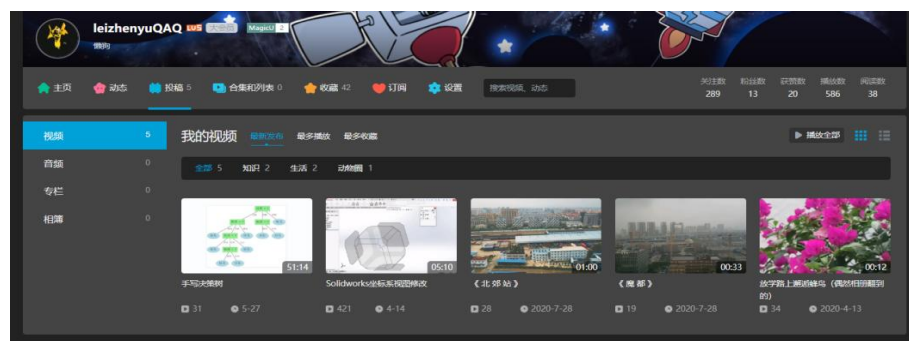 leizhenyuQAQ LV5 大会员 MagicLi 2
主页 动态 投稿 5 合集和列表 0 收藏 42 订阅 设置 搜索视频、动态
关注数 粉丝数 获赞数 播放数 阅读数
289 13 20 586 38
视频 5
音频 0
专栏 0
相簿 0
我的视频 最新发布 最多播放 最多收藏 播放全部
全部 5 知识 2 生活 2 动物圈 1
51:14 05:10 01:00 00:33 00:12
手写决策树 Solidworks坐标系视图修改 《北郊站》 《魔都》 放学路上邂逅蜂鸟（偶然相册翻到的）
31 5-27 421 4-14 28 2020-7-28 19 2020-7-28 34 2020-4-13